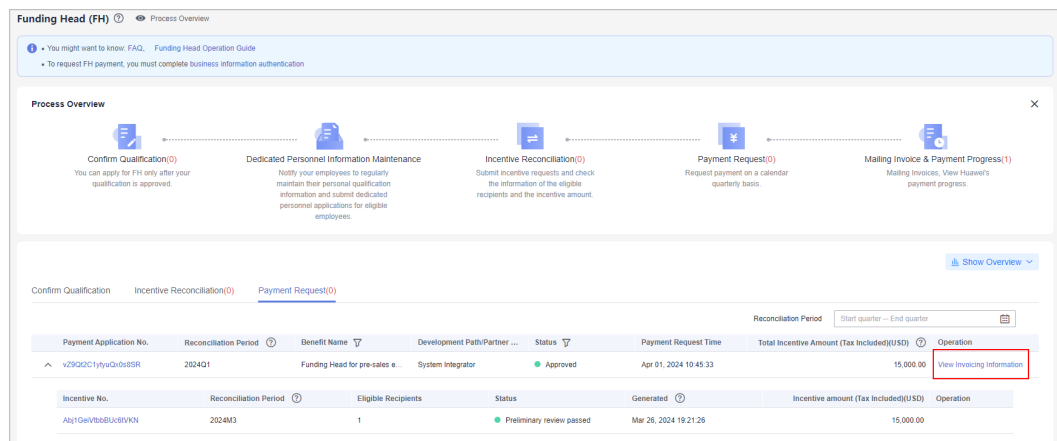 Funding Head (FH) Process Overview
• You might want to know: FAQ, Funding Head Operation Guide
• To request FH payment, you must complete business information authentication
Process Overview
Confirm Qualification(0)
You can apply for FH only after your
qualification is approved.
Dedicated Personnel Information Maintenance
Notify your employees to regularly
maintain their personal qualification
information and submit dedicated
personnel applications for eligible
employees.
Incentive Reconciliation(0)
Submit incentive requests and check
the information of the eligible
recipients and the incentive amount.
Payment Request(0)
Request payment on a calendar
quarterly basis.
Mailing Invoice & Payment Progress(1)
Mailing Invoices, View Huawei's
payment progress.
Show Overview
Confirm Qualification Incentive Reconciliation(0) Payment Request(0)
Reconciliation Period Start quarter -- End quarter
Payment Application No. Reconciliation Period Benefit Name Development Path/Partner ... Status Payment Request Time Total Incentive Amount (Tax Included)(USD) Operation
vZ9Qt2C1ytyuQx0s8SR 2024Q1 Funding Head for pre-sales e... System Integrator Approved Apr 01, 2024 10:45:33 15,000.00 View Invoicing Information
Incentive No. Reconciliation Period Eligible Recipients Status Generated Incentive amount (Tax Included)(USD) Operation
Abj1GeiVtbbBUc6tVKN 2024M3 1 Preliminary review passed Mar 26, 2024 19:21:26 15,000.00